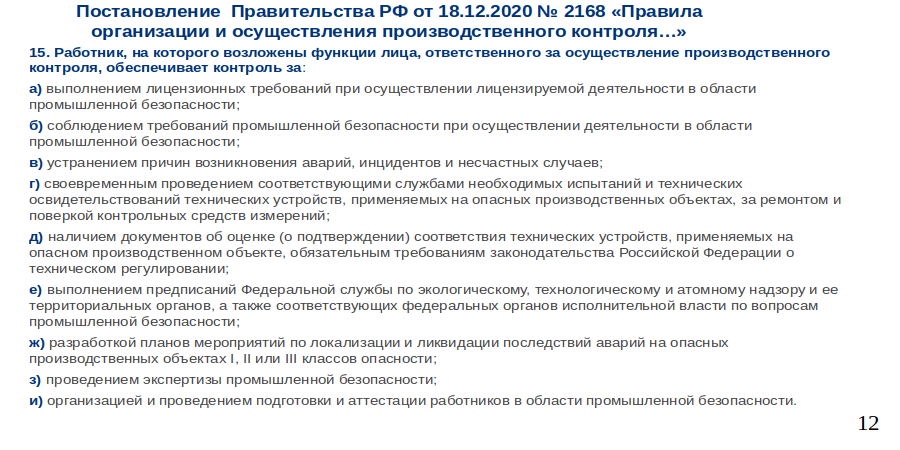 Постановление  Правительства РФ от 18.12.2020 № 2168 «Правила
организации и осуществления производственного контроля…»
15. Работник, на которого возложены функции лица, ответственного за осуществление производственного
контроля, обеспечивает контроль за:
а) выполнением лицензионных требований при осуществлении лицензируемой деятельности в области
промышленной безопасности;
б) соблюдением требований промышленной безопасности при осуществлении деятельности в области
промышленной безопасности;
в) устранением причин возникновения аварий, инцидентов и несчастных случаев;
г) своевременным проведением соответствующими службами необходимых испытаний и технических
освидетельствований технических устройств, применяемых на опасных производственных объектах, за ремонтом и
поверкой контрольных средств измерений;
д) наличием документов об оценке (о подтверждении) соответствия технических устройств, применяемых на
опасном производственном объекте, обязательным требованиям законодательства Российской Федерации о
техническом регулировании;
е) выполнением предписаний Федеральной службы по экологическому, технологическому и атомному надзору и ее
территориальных органов, а также соответствующих федеральных органов исполнительной власти по вопросам
промышленной безопасности;
ж) разработкой планов мероприятий по локализации и ликвидации последствий аварий на опасных
производственных объектах I, II или III классов опасности;
з) проведением экспертизы промышленной безопасности;
и) организацией и проведением подготовки и аттестации работников в области промышленной безопасности.
12